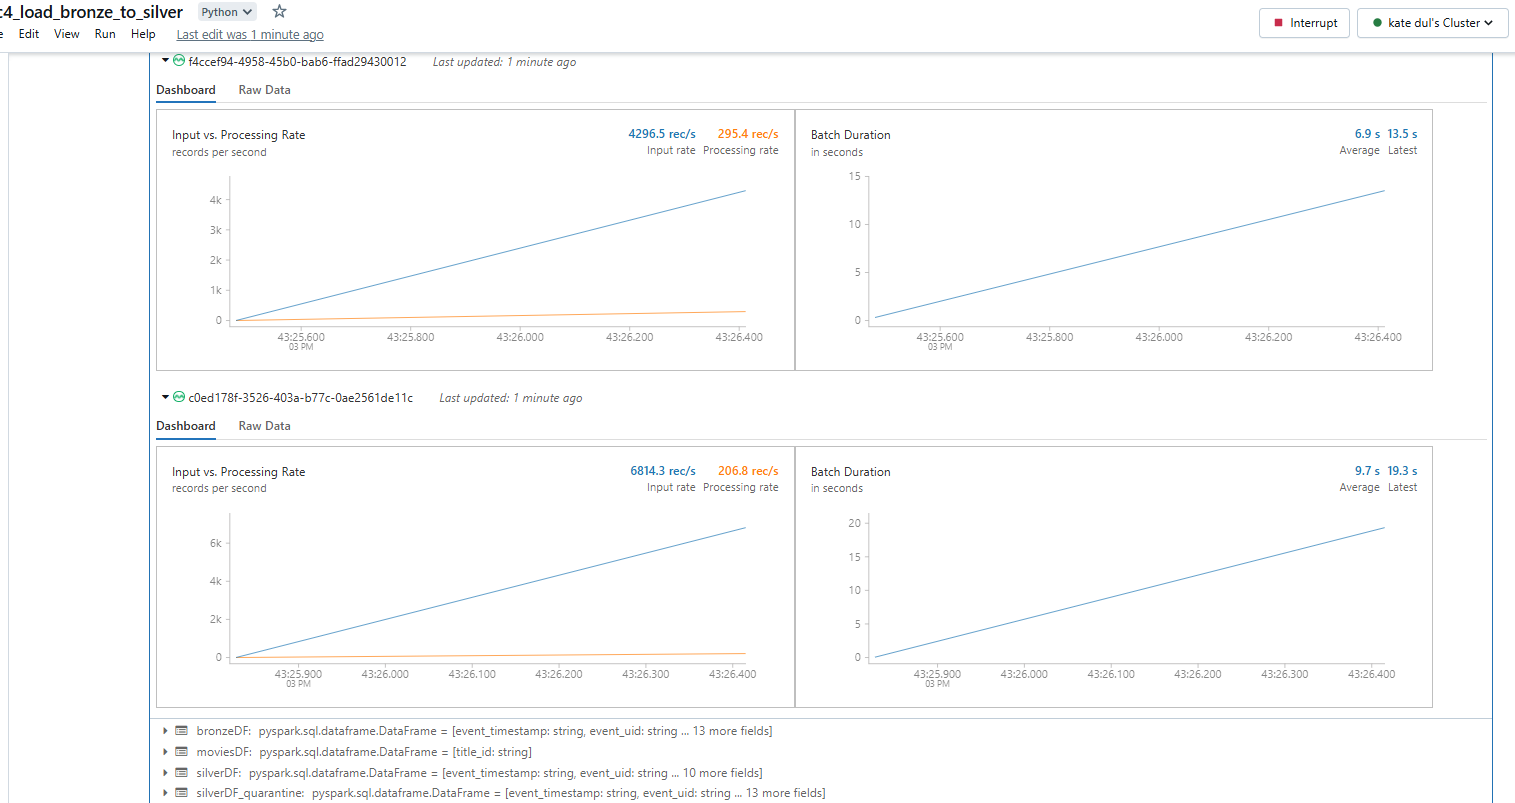 c4_load_bronze_to_silver Python
Edit View Run Help Last edit was 1 minute ago
Interrupt
kate dul's Cluster
f4ccef94-4958-45b0-bab6-ffad29430012 Last updated: 1 minute ago
Dashboard Raw Data
Input vs. Processing Rate
records per second
4296.5 rec/s 295.4 rec/s
Input rate Processing rate
4k
3k
2k
1k
0
43:25.600 43:25.800 43:26.000 43:26.200 43:26.400
03 PM
Batch Duration
in seconds
6.9 s 13.5 s
Average Latest
15
10
5
0
43:25.600 43:25.800 43:26.000 43:26.200 43:26.400
03 PM
c0ed178f-3526-403a-b77c-0ae2561de11c Last updated: 1 minute ago
Dashboard Raw Data
Input vs. Processing Rate
records per second
6814.3 rec/s 206.8 rec/s
Input rate Processing rate
6k
4k
2k
0
43:25.900 43:26.000 43:26.100 43:26.200 43:26.300 43:26.400
03 PM
Batch Duration
in seconds
9.7 s 19.3 s
Average Latest
20
15
10
5
0
43:25.900 43:26.000 43:26.100 43:26.200 43:26.300 43:26.400
03 PM
bronzeDF: pyspark.sql.dataframe.DataFrame = [event_timestamp: string, event_uid: string ... 13 more fields]
moviesDF: pyspark.sql.dataframe.DataFrame = [title_id: string]
silverDF: pyspark.sql.dataframe.DataFrame = [event_timestamp: string, event_uid: string ... 10 more fields]
silverDF_quarantine: pyspark.sql.dataframe.DataFrame = [event_timestamp: string, event_uid: string ... 13 more fields]